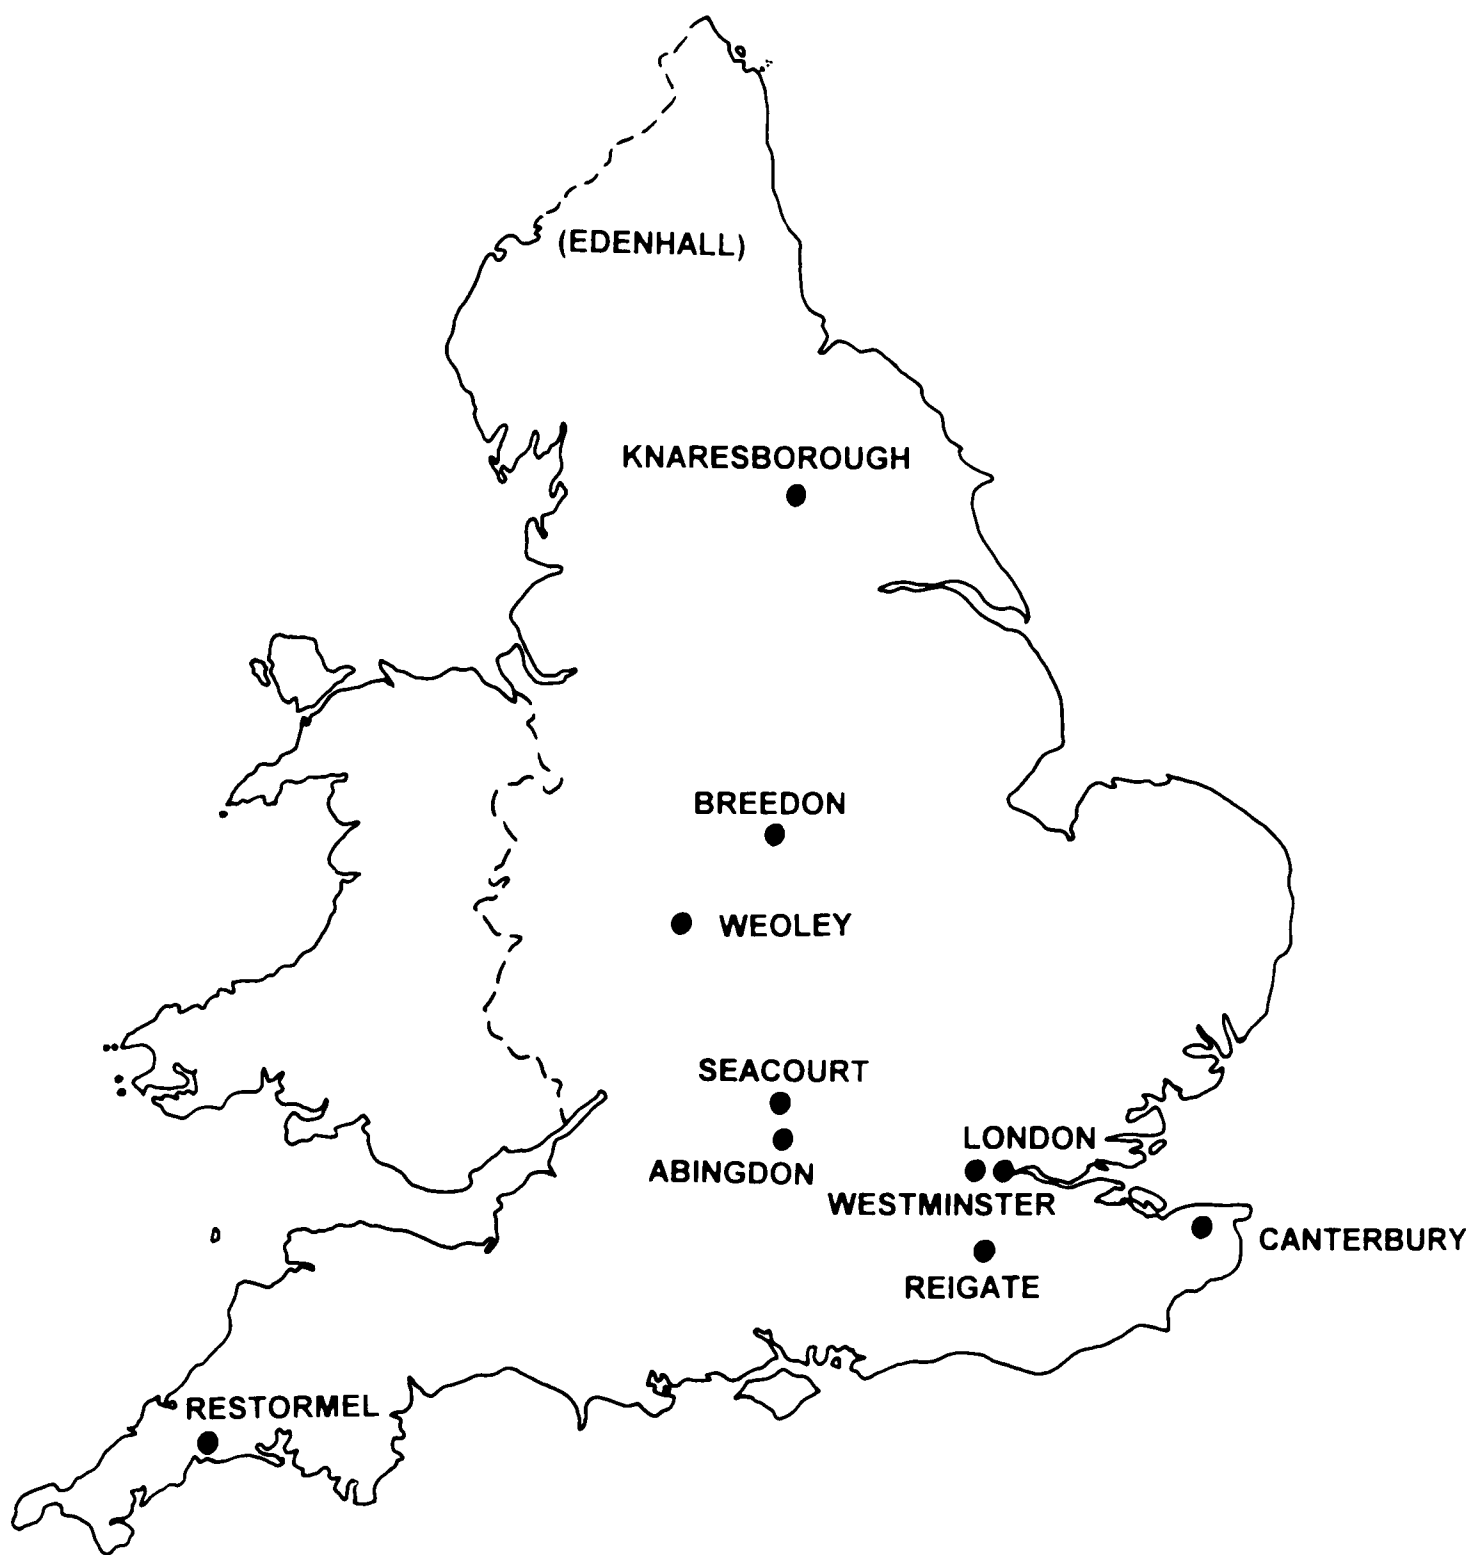 (EDENHALL)
KNARESBOROUGH
BREEDON
WEOLEY
SEACOURT
LONDON
ABINGDON
WESTMINSTER
CANTERBURY
REIGATE
RESTORMEL